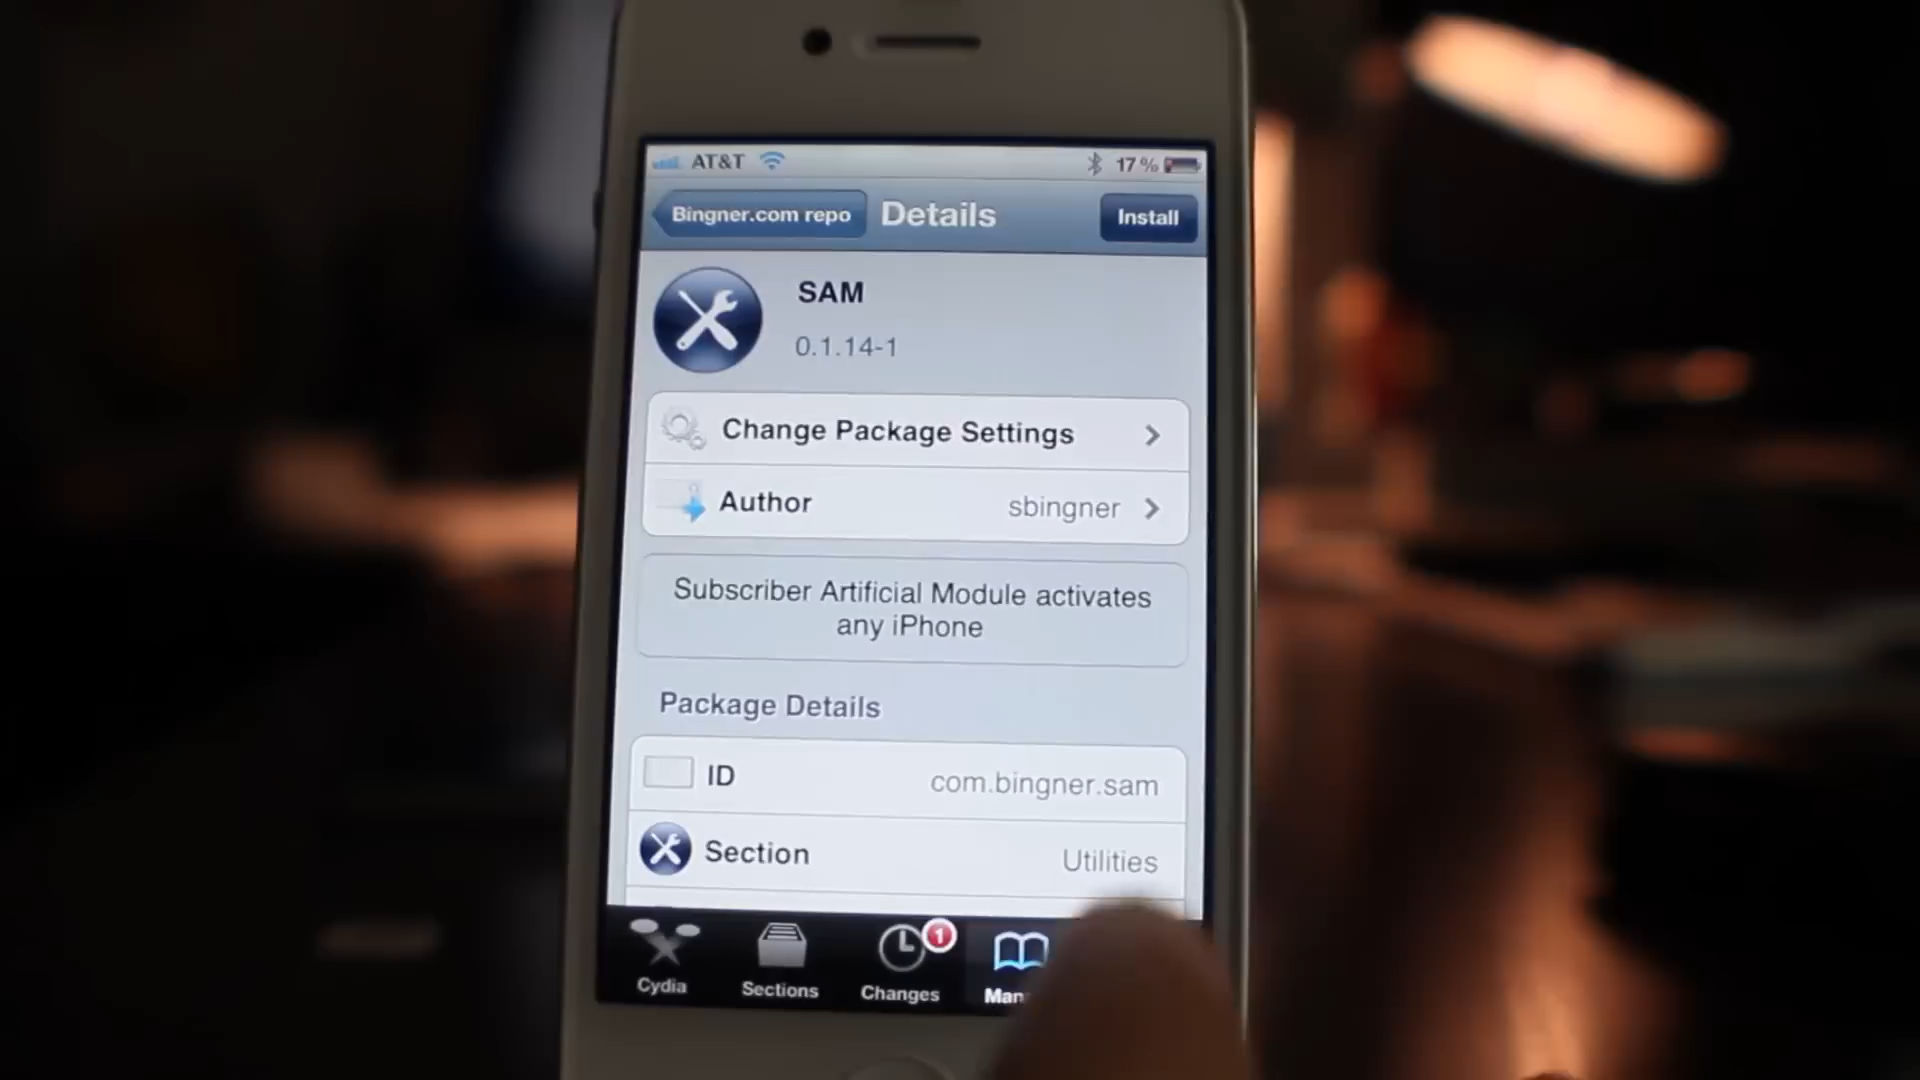 AT&T 17%
Bingner.com repo Details Install
SAM
0.1.14-1
Change Package Settings
Author sbingner
Subscriber Artificial Module activates
any iPhone
Package Details
ID com.bingner.sam
Section Utilities
1
Cydia Sections Changes Man